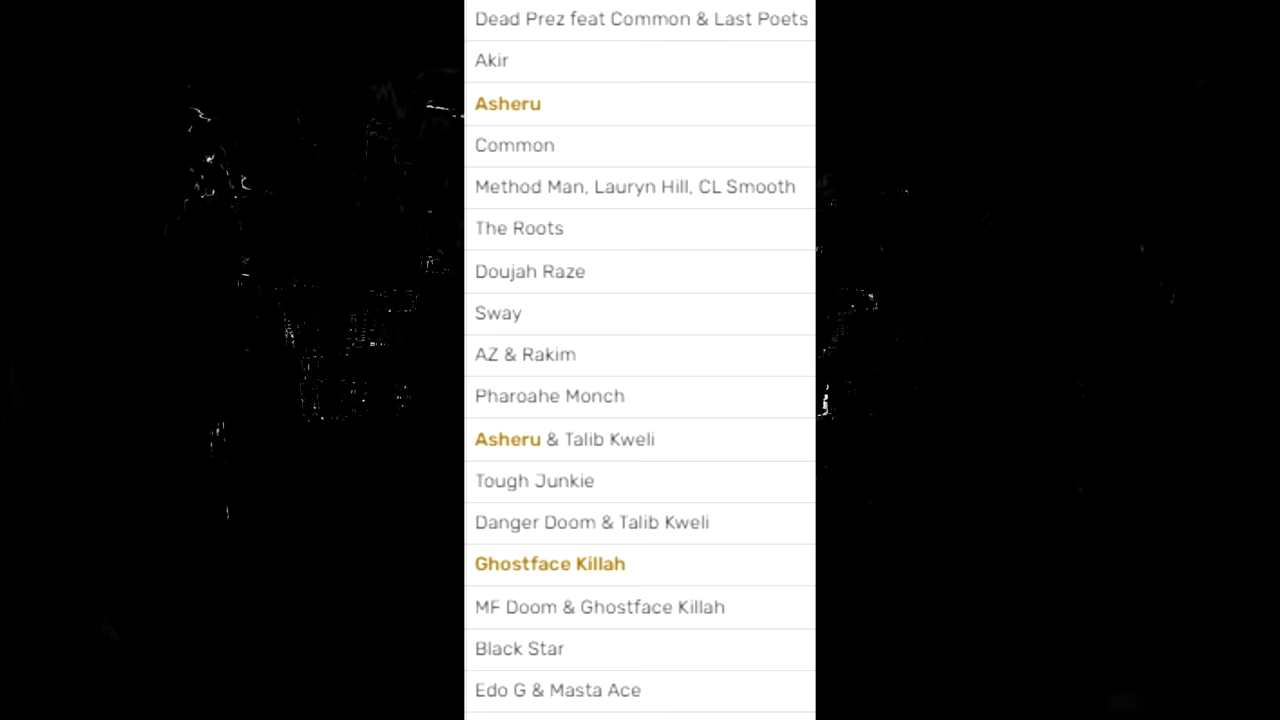 Dead Prez feat Common & Last Poets
Akir
Asheru
Common
Method Man, Lauryn Hill, CL Smooth
The Roots
Doujah Raze
Sway
AZ & Rakim
Pharoahe Monch
Asheru & Talib Kweli
Tough Junkie
Danger Doom & Talib Kweli
Ghostface Killah
MF Doom & Ghostface Killah
Black Star
Edo G & Masta Ace